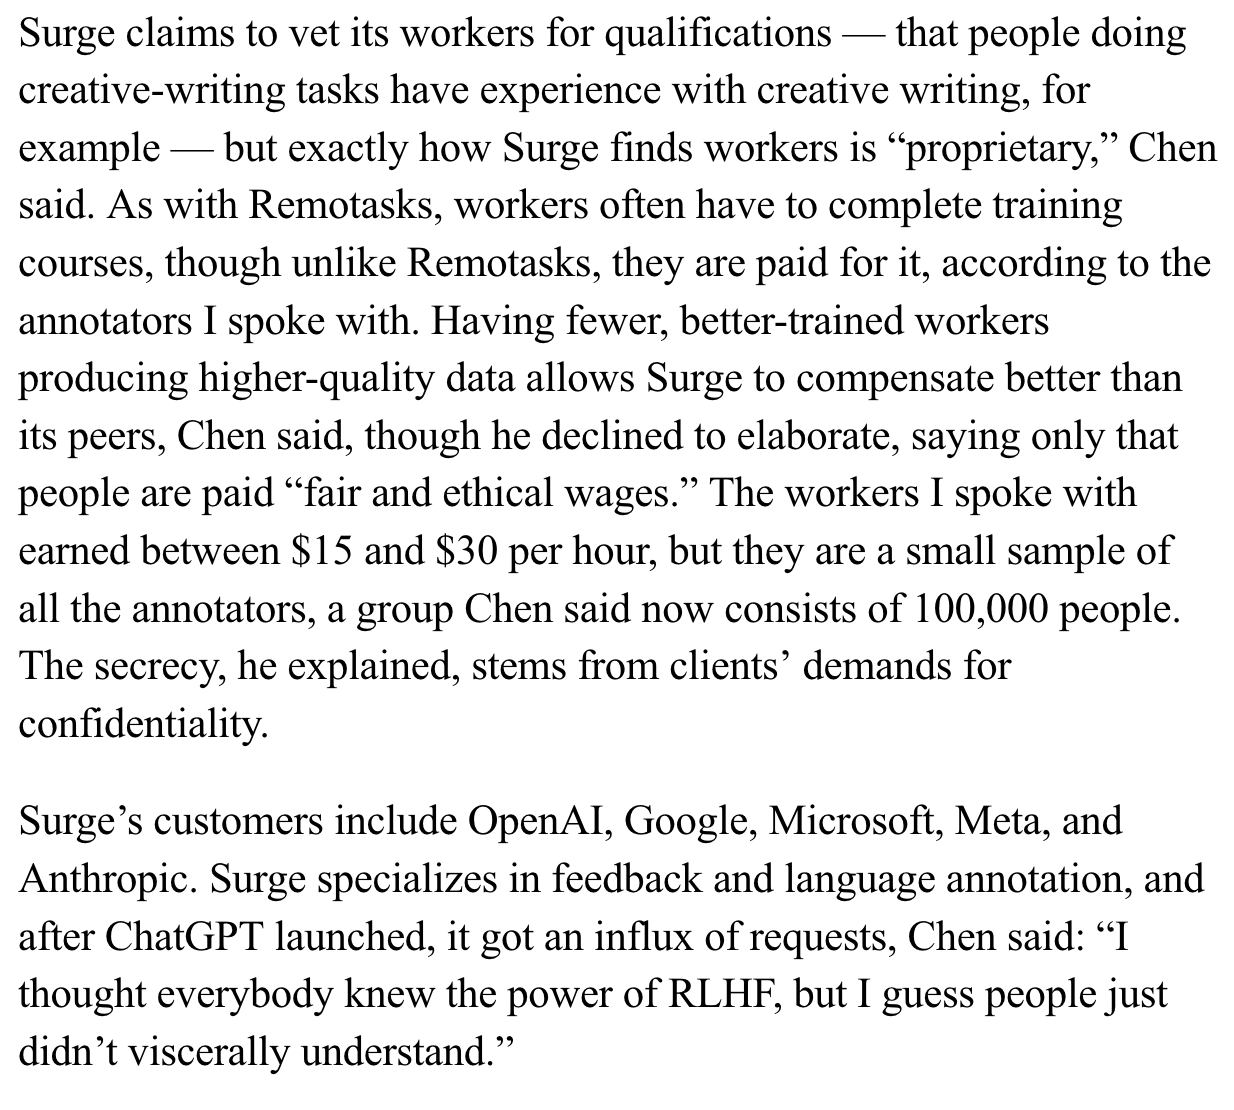 Surge claims to vet its workers for qualifications — that people doing
creative-writing tasks have experience with creative writing, for
example — but exactly how Surge finds workers is “proprietary,” Chen
said. As with Remotasks, workers often have to complete training
courses, though unlike Remotasks, they are paid for it, according to the
annotators I spoke with. Having fewer, better-trained workers
producing higher-quality data allows Surge to compensate better than
its peers, Chen said, though he declined to elaborate, saying only that
people are paid “fair and ethical wages.” The workers I spoke with
earned between $15 and $30 per hour, but they are a small sample of
all the annotators, a group Chen said now consists of 100,000 people.
The secrecy, he explained, stems from clients’ demands for
confidentiality.
Surge’s customers include OpenAI, Google, Microsoft, Meta, and
Anthropic. Surge specializes in feedback and language annotation, and
after ChatGPT launched, it got an influx of requests, Chen said: “I
thought everybody knew the power of RLHF, but I guess people just
didn’t viscerally understand.”